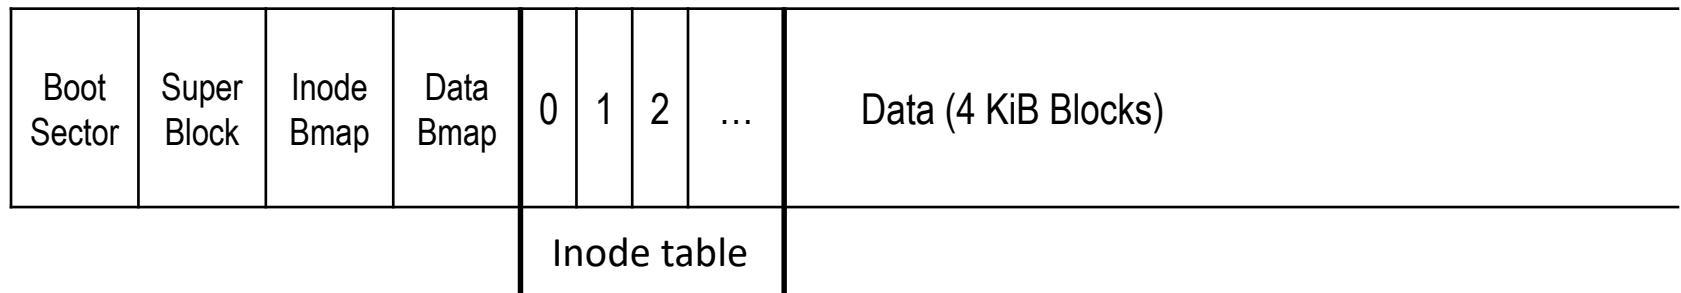 Boot
Sector
Super
Block
Inode
Bmap
Data
Bmap
0
1
2
…
Data (4 KiB Blocks)
Inode table